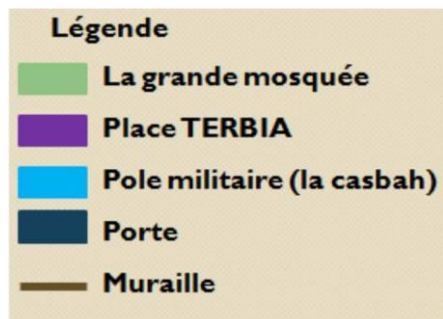 Légende
La grande mosquée
Place TERBIA
Pole militaire (la casbah)
Porte
Muraille